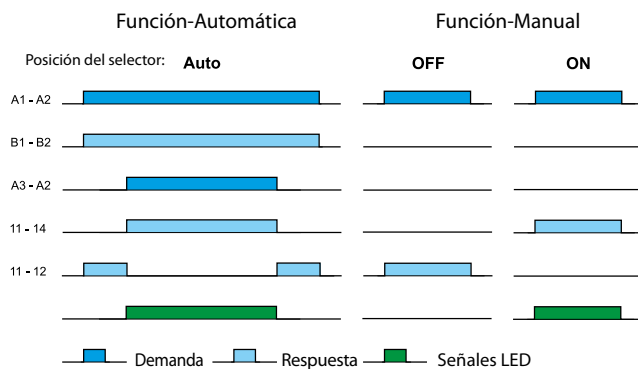 Función-Automática Función-Manual
Posición del selector: Auto OFF ON
A1 - A2
B1 - B2
A3 - A2
11 - 14
11 - 12
Demanda Respuesta Señales LED